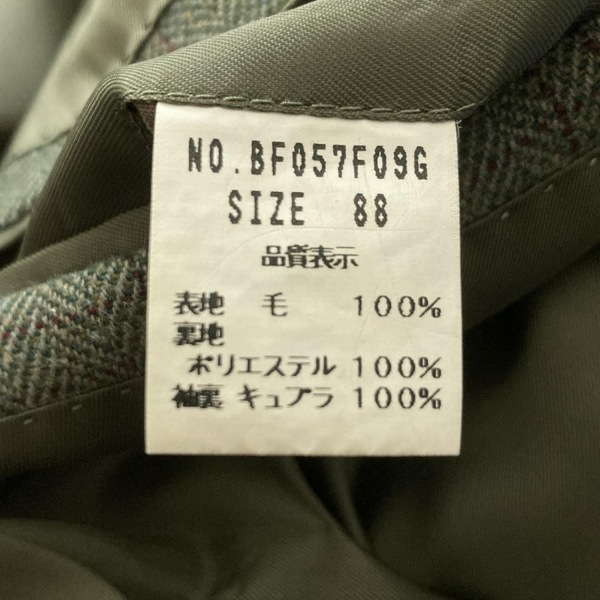 NO.BF057F09G
SIZE 88
品質表示
表地 毛 100%
裏地
ポリエステル 100%
袖裏 キュプラ 100%